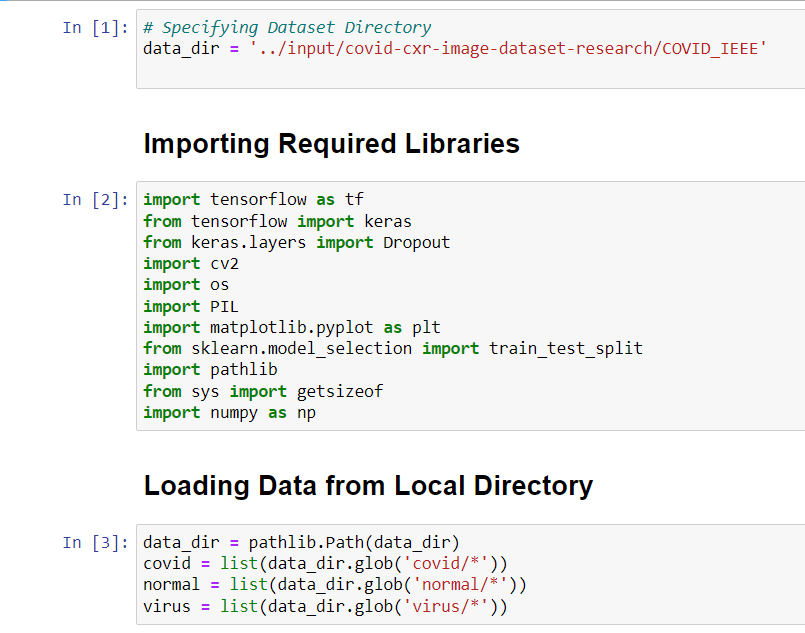 In [1]: # Specifying Dataset Directory
data_dir = '../input/covid-cxr-image-dataset-research/COVID_IEEE'
Importing Required Libraries
In [2]: import tensorflow as tf
from tensorflow import keras
from keras.layers import Dropout
import cv2
import os
import PIL
import matplotlib.pyplot as plt
from sklearn.model_selection import train_test_split
import pathlib
from sys import getsizeof
import numpy as np
Loading Data from Local Directory
In [3]: data_dir = pathlib.Path(data_dir)
covid = list(data_dir.glob('covid/*'))
normal = list(data_dir.glob('normal/*'))
virus = list(data_dir.glob('virus/*'))